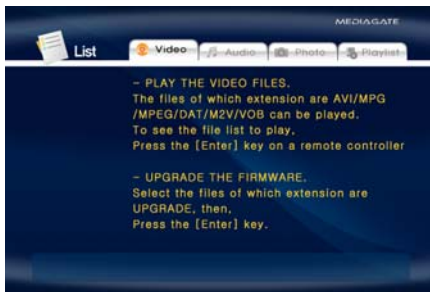 MEDIAGATE
List
Video
Audio
Photo
Playlist
- PLAY THE VIDEO FILES.
The files of which extension are AVI/MPG
/MPEG/DAT/M2V/VOB can be played.
To see the file list to play,
Press the [Enter] key on a remote controller
- UPGRADE THE FIRMWARE.
Select the files of which extension are
UPGRADE, then,
Press the [Enter] key.